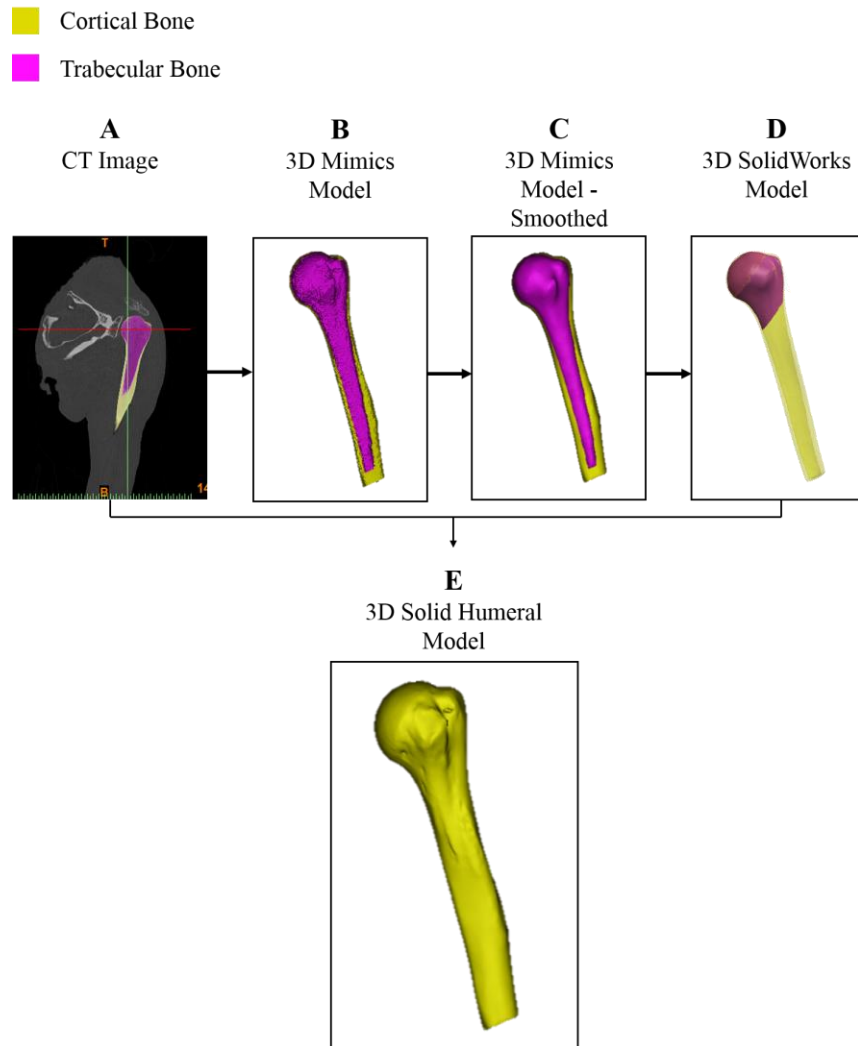 Cortical Bone
Trabecular Bone
A
CT Image
B
3D Mimics
Model
C
3D Mimics
Model -
Smoothed
D
3D SolidWorks
Model
T
B
14
E
3D Solid Humeral
Model